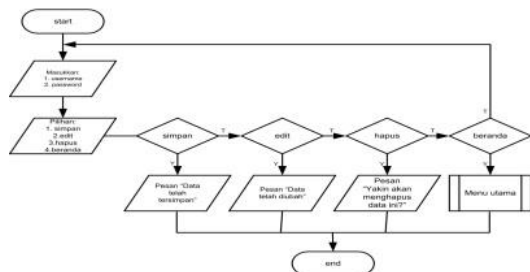 start
Masukkan:
1. username
2. password
Pilihan:
1. simpan
2.edit
3.hapus
4.beranda
simpan
T
edit
T
hapus
T
beranda
T
Y
Y
Y
Y
Pesan "Data
telah
tersimpan"
Pesan "Data
telah diubah"
Pesan
"Yakin akan
menghapus
data ini?"
Menu utama
end